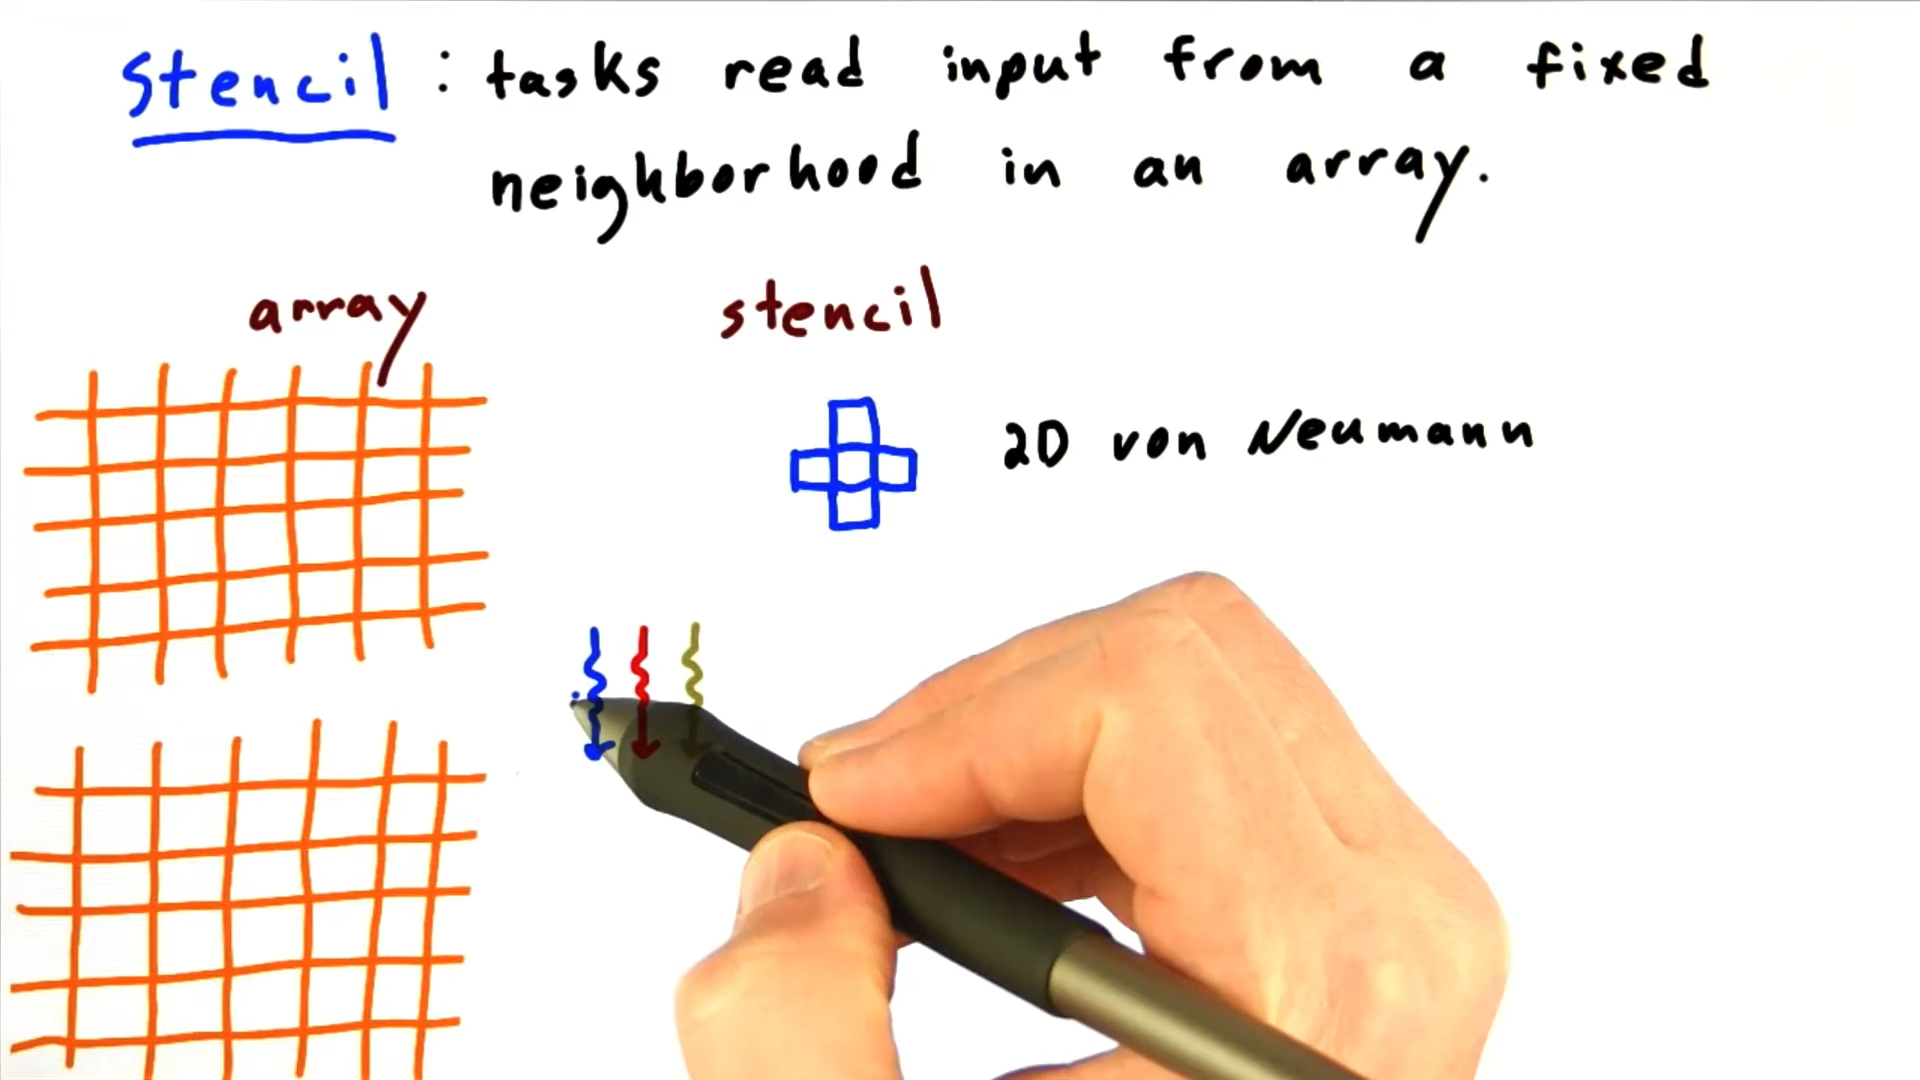 Stencil: tasks read input from a fixed
neighborhood in an array.
array
stencil
2D von Neumann